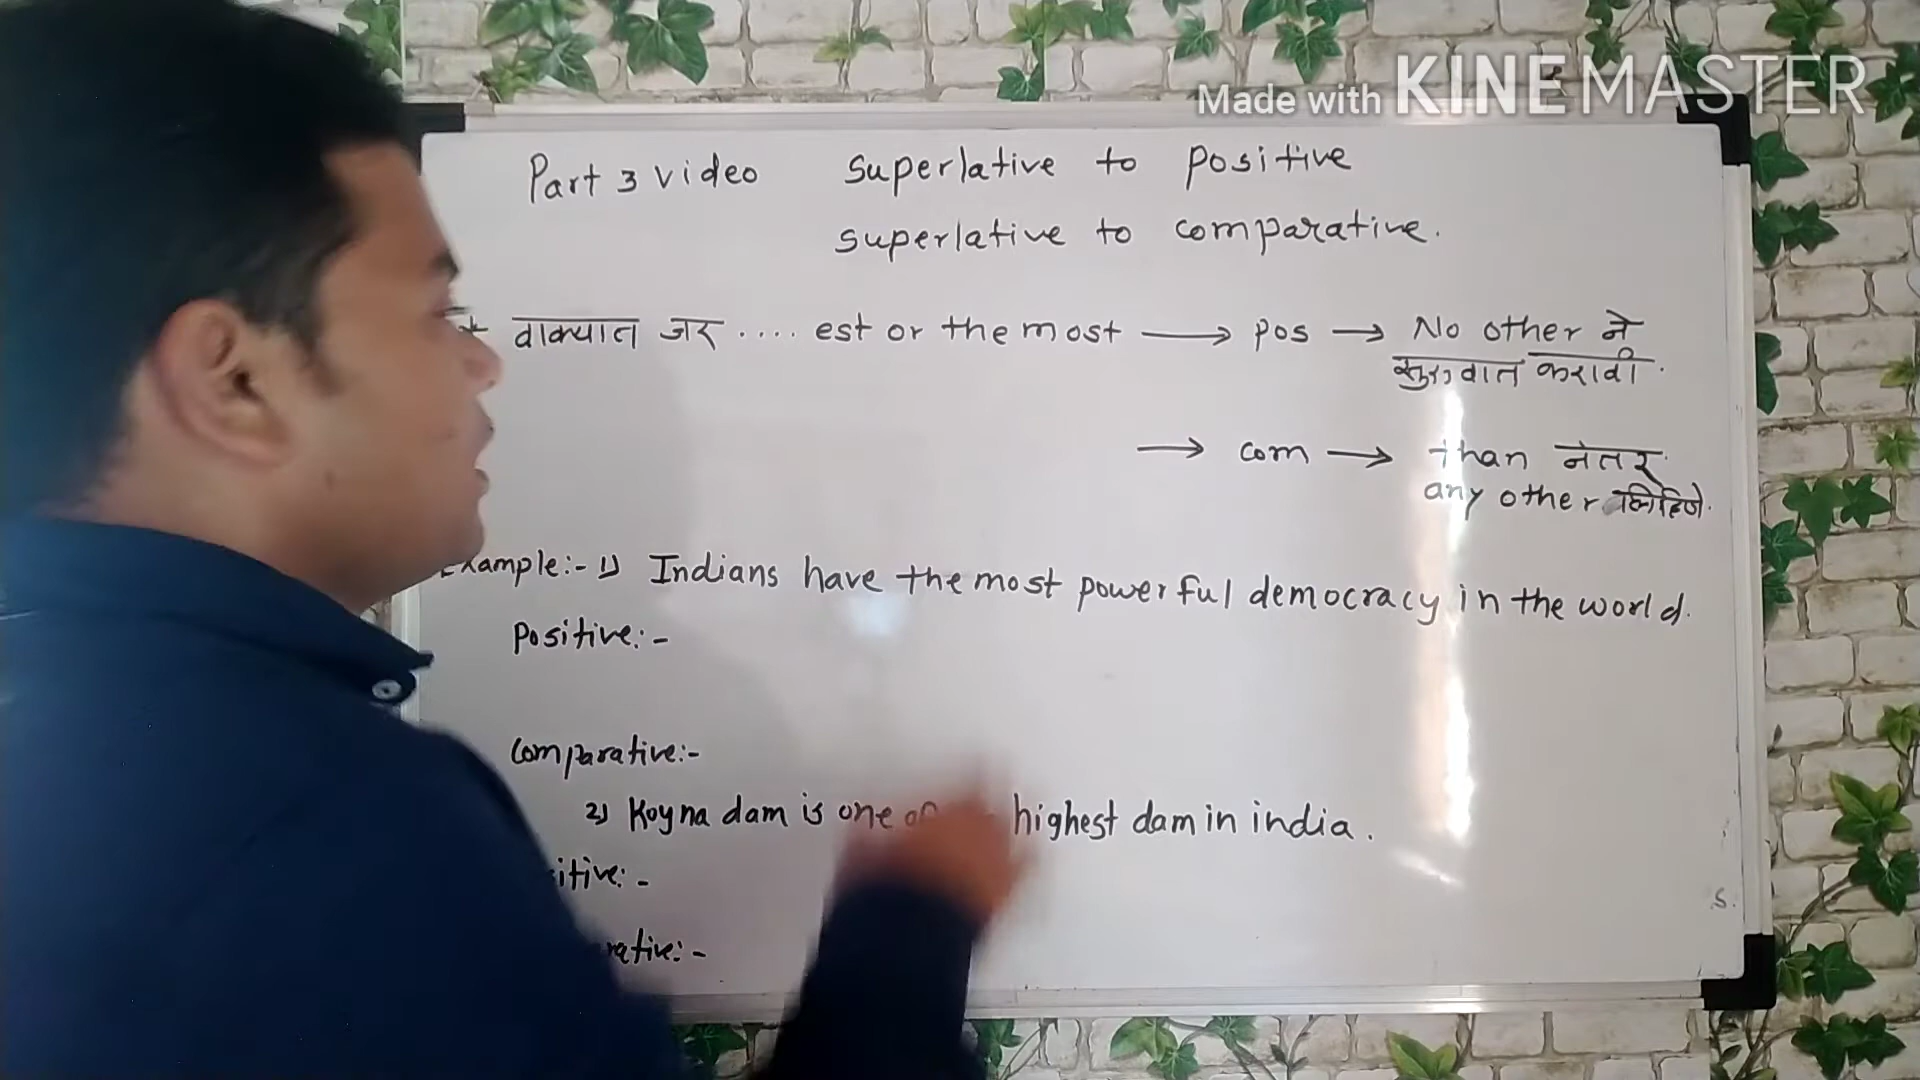 Made with KINEMASTER
Part 3 video superlative to positive
superlative to comparative.
* वाक्यात जर .... est or the most → pos → No other ने
सुरुवात करावी.
→ com → than नंतर
any other लिहिणे.
Example:- 1) Indians have the most powerful democracy in the world.
Positive:-
Comparative:-
2) Koyna dam is one highest dam in india.
itive:-
rative:-
S.